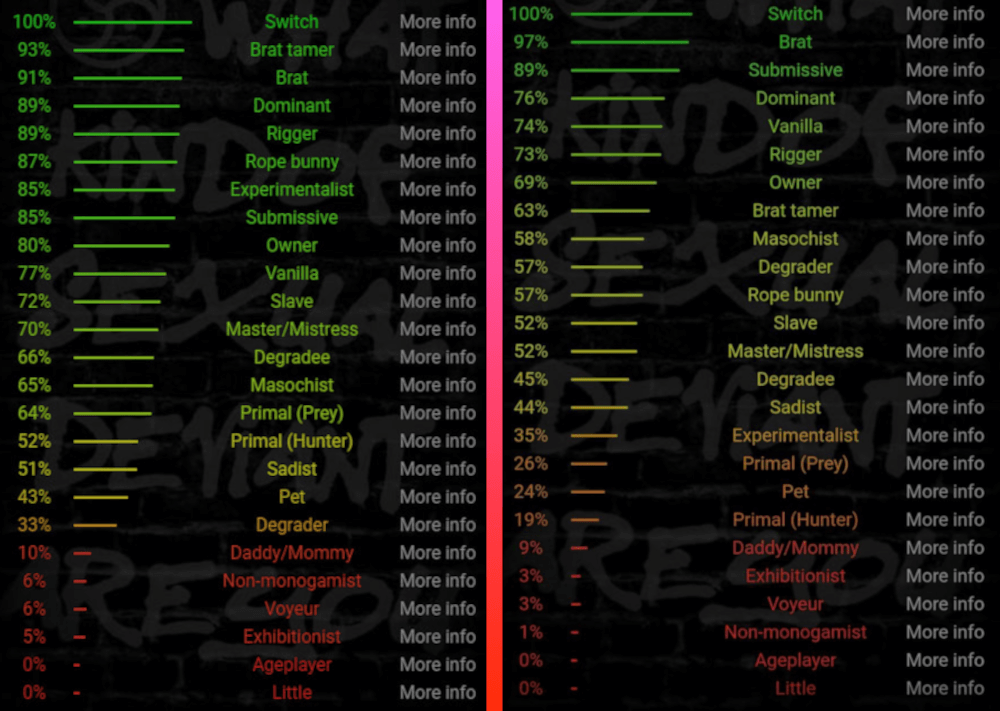 100% Switch More info
93% Brat tamer More info
91% Brat More info
89% Dominant More info
89% Rigger More info
87% Rope bunny More info
85% Experimentalist More info
85% Submissive More info
80% Owner More info
77% Vanilla More info
72% Slave More info
70% Master/Mistress More info
66% Degradee More info
65% Masochist More info
64% Primal (Prey) More info
52% Primal (Hunter) More info
51% Sadist More info
43% Pet More info
33% Degrader More info
10% Daddy/Mommy More info
6% Non-monogamist More info
6% Voyeur More info
5% Exhibitionist More info
0% Ageplayer More info
0% Little More info
100% Switch More info
97% Brat More info
89% Submissive More info
76% Dominant More info
74% Vanilla More info
73% Rigger More info
69% Owner More info
63% Brat tamer More info
58% Masochist More info
57% Degrader More info
57% Rope bunny More info
52% Slave More info
52% Master/Mistress More info
45% Degradee More info
44% Sadist More info
35% Experimentalist More info
26% Primal (Prey) More info
24% Pet More info
19% Primal (Hunter) More info
9% Daddy/Mommy More info
3% Exhibitionist More info
3% Voyeur More info
1% Non-monogamist More info
0% Ageplayer More info
0% Little More info
WHAT
KIND OF
SEXUAL
DEVIANT
ARE YOU